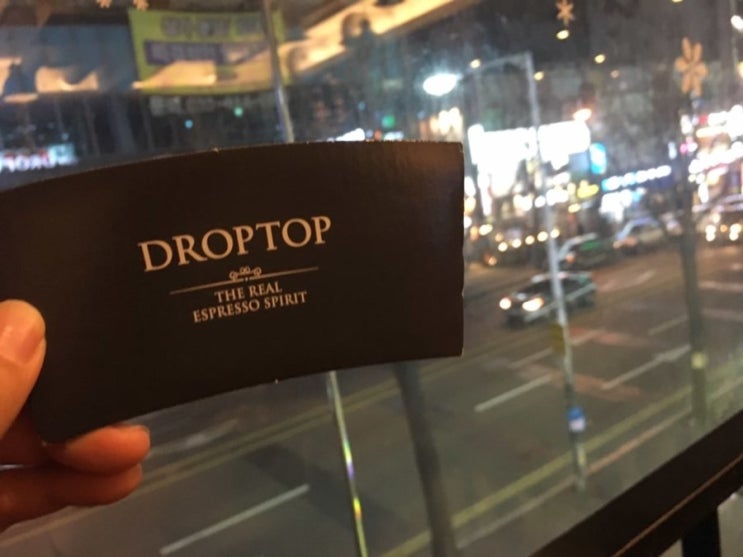 DROPTOP
THE REAL
ESPRESSO SPIRIT